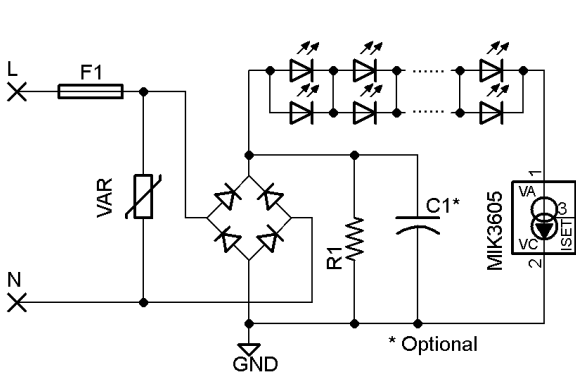 L
F1
VAR
N
GND
R1
C1*
* Optional
MIK3605
1
VA
3
ISET
VC
2